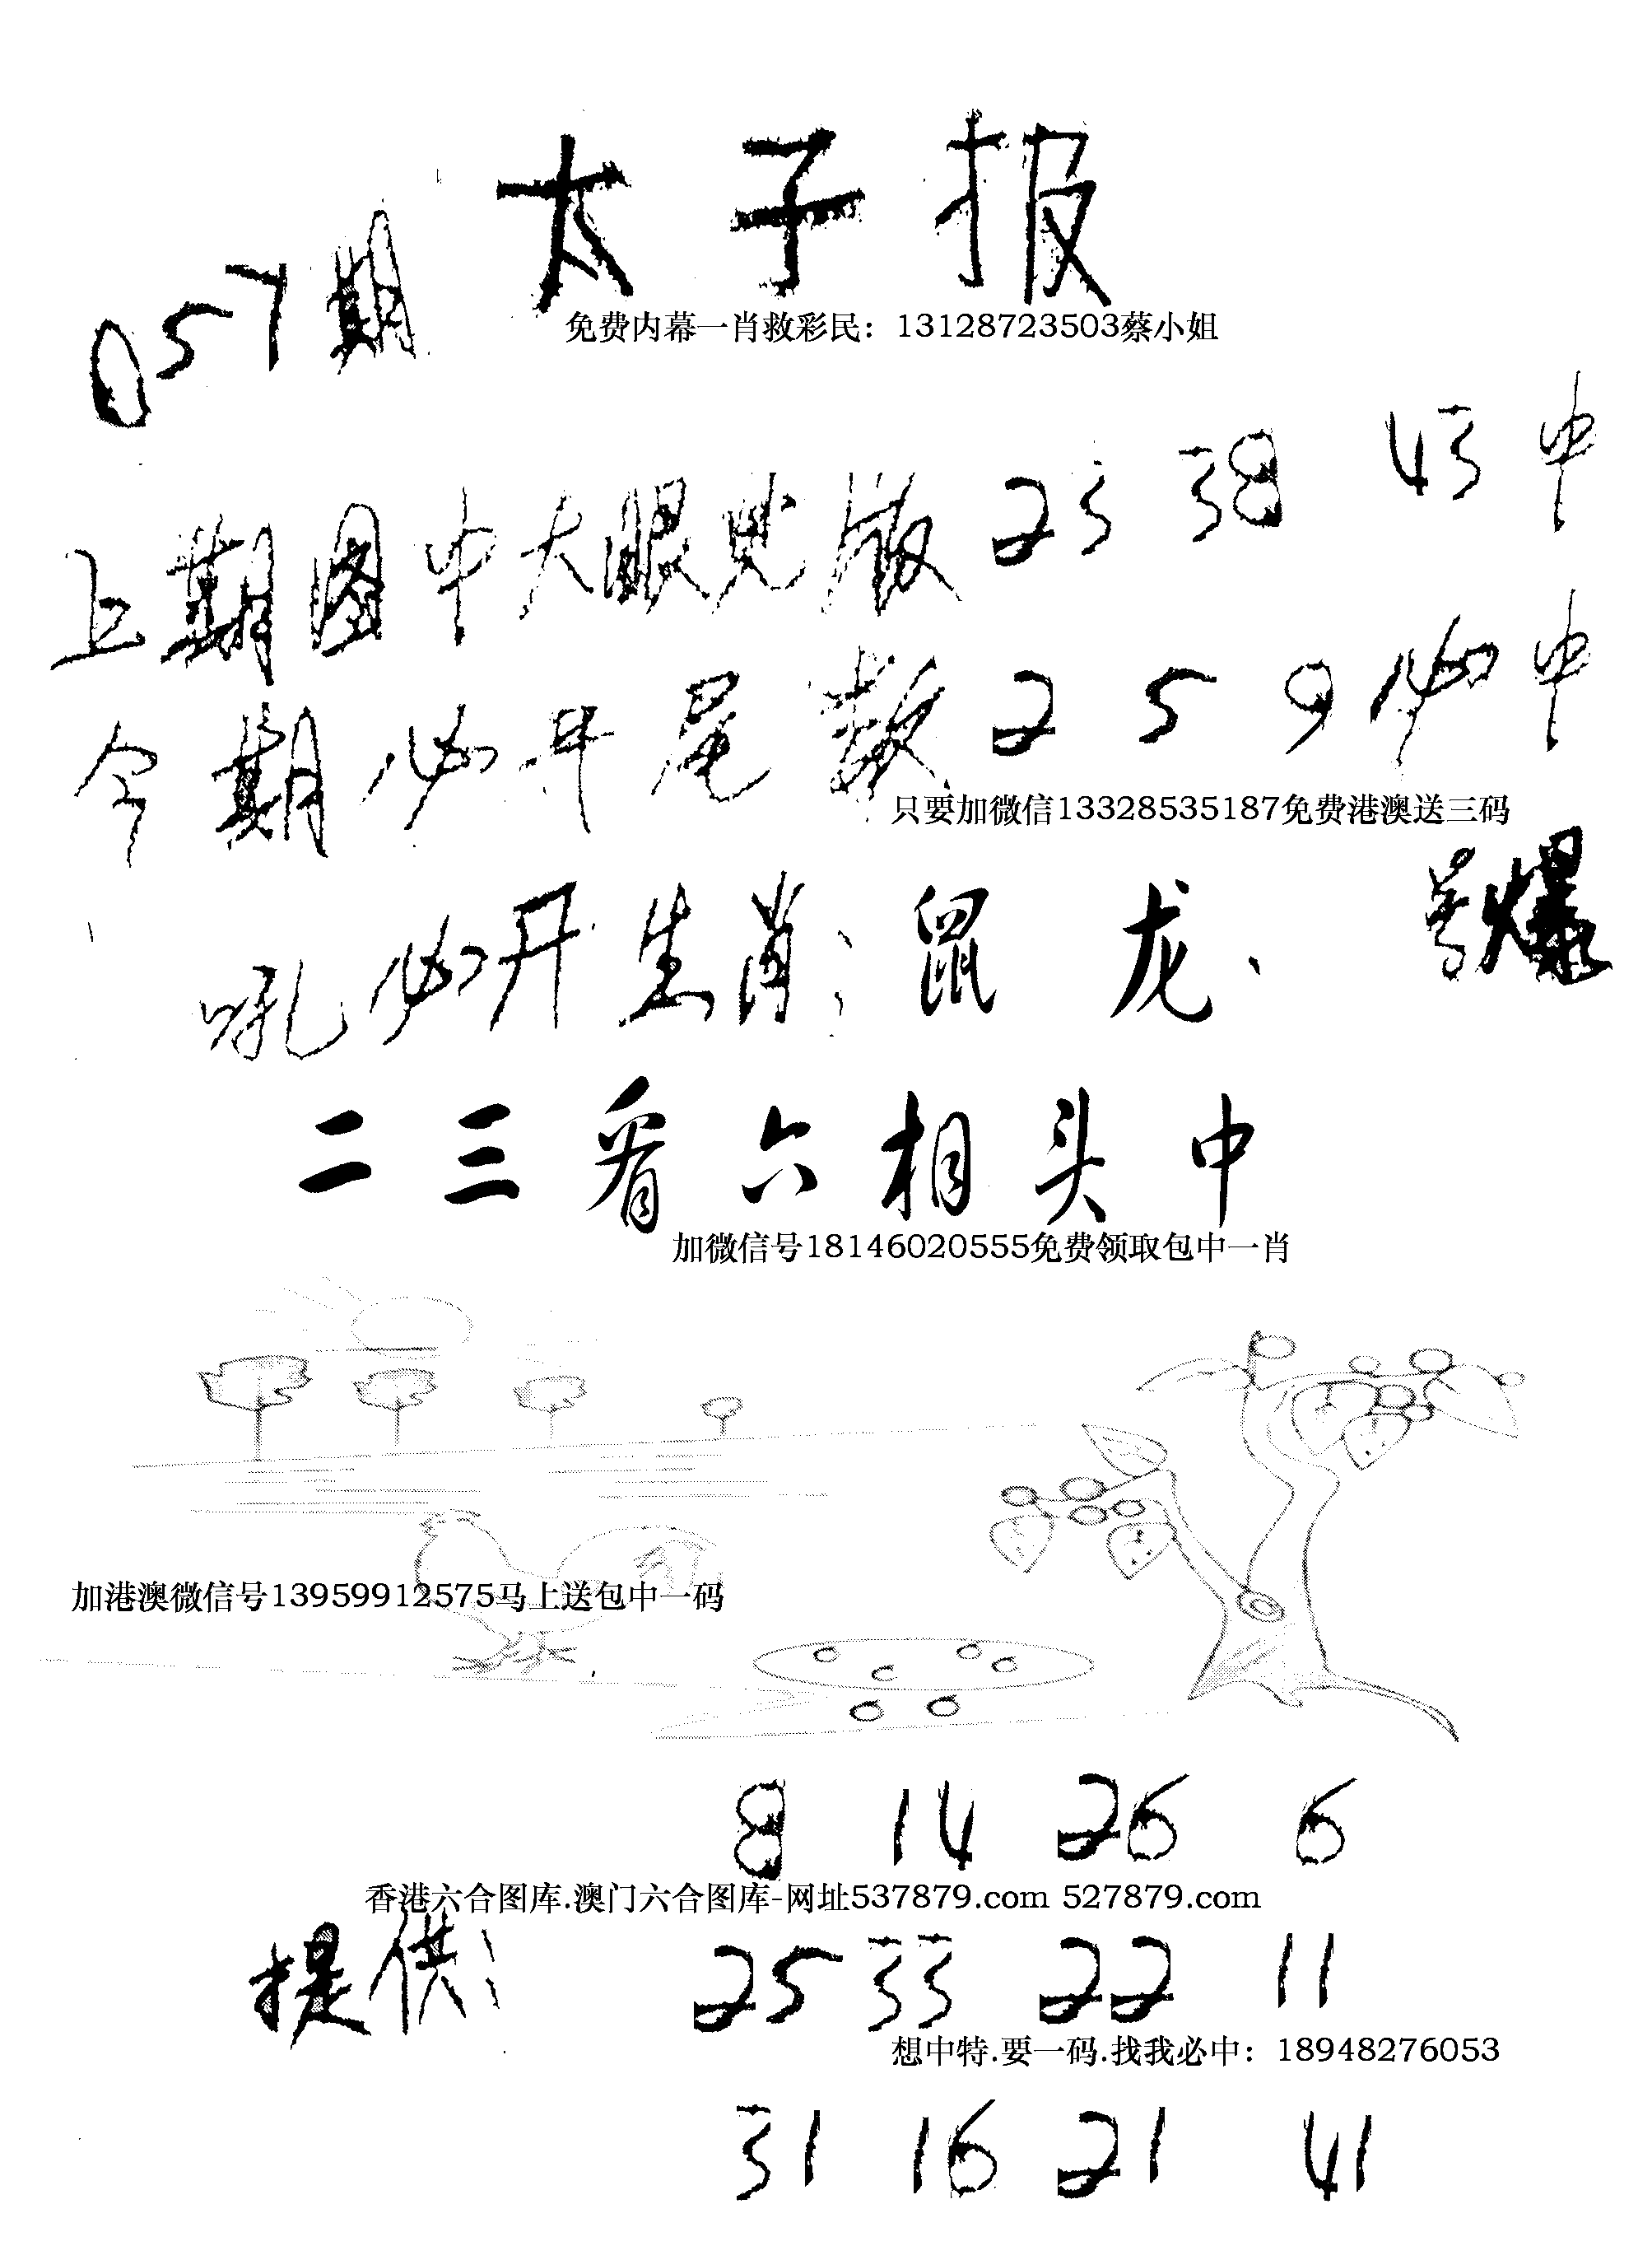 太子报
057期
免费内幕一肖救彩民：13128723503蔡小姐
上期图中大眼见版 23 38 43 中
今期必开尾数 2 5 9 必中
只要加微信13328535187免费港澳送三码
必开生肖：鼠 龙、 爆
二三看六相头中
加微信号18146020555免费领取包中一肖
加港澳微信号13959912575马上送包中一码
8 14 26 6
香港六合图库.澳门六合图库-网址537879.com 527879.com
提供： 25 33 22 11
想中特.要一码.找我必中：18948276053
31 16 21 41